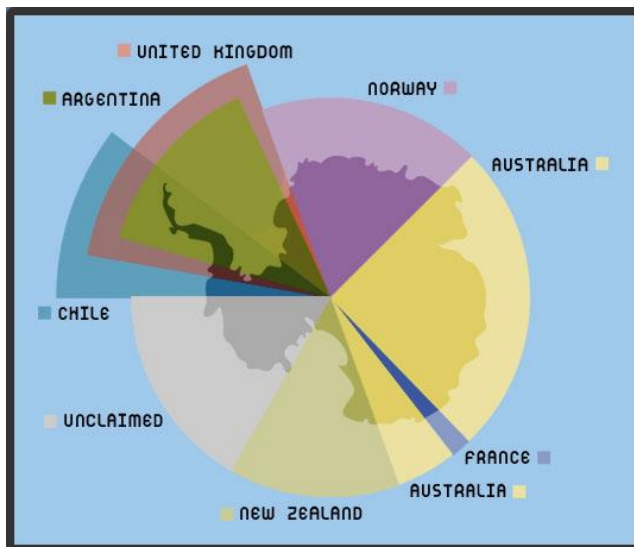 UNITED KINGDOM
ARGENTINA
NORWAY
AUSTRALIA
CHILE
UNCLAIMED
FRANCE
AUSTRALIA
NEW ZEALAND